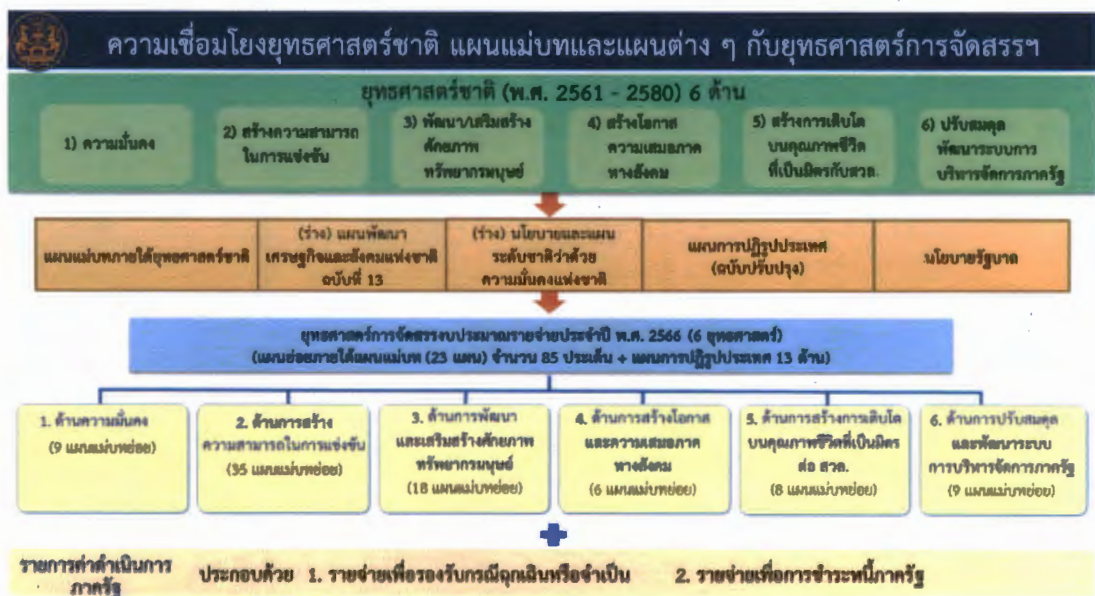 ความเชื่อมโยงยุทธศาสตร์ชาติ แผนแม่บทและแผนต่าง ๆ กับยุทธศาสตร์การจัดสรรฯ
ยุทธศาสตร์ชาติ (พ.ศ. 2561 - 2580) 6 ด้าน
1) ความมั่นคง
2) สร้างความสามารถ
ในการแข่งขัน
3) พัฒนา/เสริมสร้าง
ศักยภาพ
ทรัพยากรมนุษย์
4) สร้างโอกาส
ความเสมอภาค
ทางสังคม
5) สร้างการเติบโต
บนคุณภาพชีวิต
ที่เป็นมิตรกับสวล.
6) ปรับสมดุล
พัฒนาระบบการ
บริหารจัดการภาครัฐ
แผนแม่บทภายใต้ยุทธศาสตร์ชาติ
(ร่าง) แผนพัฒนา
เศรษฐกิจและสังคมแห่งชาติ
ฉบับที่ 13
(ร่าง) นโยบายและแผน
ระดับชาติว่าด้วย
ความมั่นคงแห่งชาติ
แผนการปฏิรูปประเทศ
(ฉบับปรับปรุง)
นโยบายรัฐบาล
ยุทธศาสตร์การจัดสรรงบประมาณรายจ่ายประจำปี พ.ศ. 2566 (6 ยุทธศาสตร์)
(แผนย่อยภายใต้แผนแม่บท (23 แผน) จำนวน 85 ประเด็น + แผนการปฏิรูปประเทศ 13 ด้าน)
1. ด้านความมั่นคง
(9 แผนแม่บทย่อย)
2. ด้านการสร้าง
ความสามารถในการแข่งขัน
(35 แผนแม่บทย่อย)
3. ด้านการพัฒนา
และเสริมสร้างศักยภาพ
ทรัพยากรมนุษย์
(18 แผนแม่บทย่อย)
4. ด้านการสร้างโอกาส
และความเสมอภาค
ทางสังคม
(6 แผนแม่บทย่อย)
5. ด้านการสร้างการเติบโต
บนคุณภาพชีวิตที่เป็นมิตร
ต่อ สวล.
(8 แผนแม่บทย่อย)
6. ด้านการปรับสมดุล
และพัฒนาระบบ
การบริหารจัดการภาครัฐ
(9 แผนแม่บทย่อย)
รายการค่าดำเนินการ
ภาครัฐ
ประกอบด้วย 1. รายจ่ายเพื่อรองรับกรณีฉุกเฉินหรือจำเป็น 2. รายจ่ายเพื่อการชำระหนี้ภาครัฐ